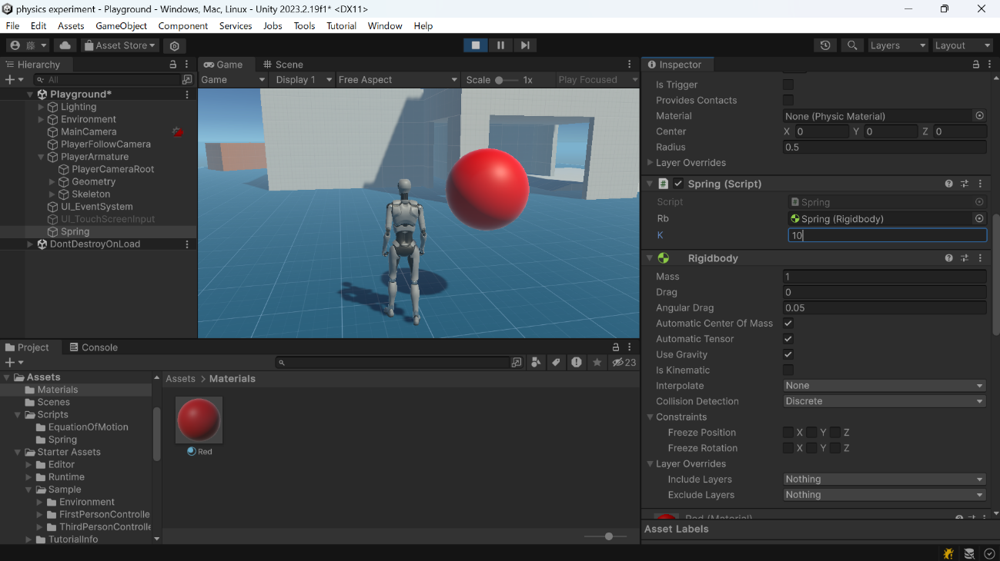 physics experiment - Playground - Windows, Mac, Linux - Unity 2023.2.19f1* <DX11>
File Edit Assets GameObject Component Services Jobs Tools Tutorial Window Help
藤 Asset Store Layers Layout
Hierarchy
All
Playground*
Lighting
Environment
MainCamera
PlayerFollowCamera
PlayerArmature
PlayerCameraRoot
Geometry
Skeleton
UI_EventSystem
UI_TouchScreenInput
Spring
DontDestroyOnLoad
Game Scene
Game Display 1 Free Aspect Scale 1x Play Focused
Inspector
Is Trigger
Provides Contacts
Material None (Physic Material)
Center X 0 Y 0 Z 0
Radius 0.5
Layer Overrides
# Spring (Script)
Script # Spring
Rb Spring (Rigidbody)
K 10
Rigidbody
Mass 1
Drag 0
Angular Drag 0.05
Automatic Center Of Mass
Automatic Tensor
Use Gravity
Is Kinematic
Interpolate None
Collision Detection Discrete
Constraints
Freeze Position X Y Z
Freeze Rotation X Y Z
Layer Overrides
Include Layers Nothing
Exclude Layers Nothing
Red (Material)
Asset Labels
Project Console
23
Assets
Materials
Scenes
Scripts
EquationOfMotion
Spring
Starter Assets
Editor
Runtime
Sample
Environment
FirstPersonControlle
ThirdPersonControlle
TutorialInfo
Assets > Materials
Red